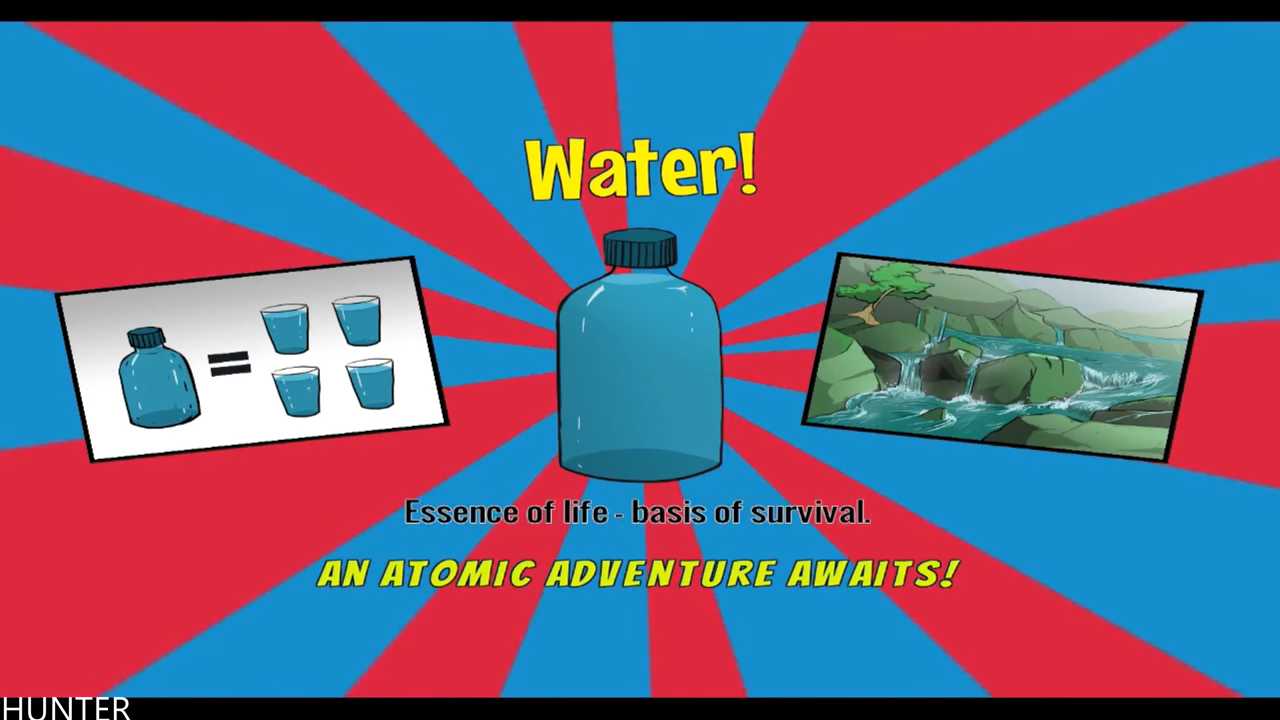 Water!
Essence of life - basis of survival.
AN ATOMIC ADVENTURE AWAITS!
HUNTER